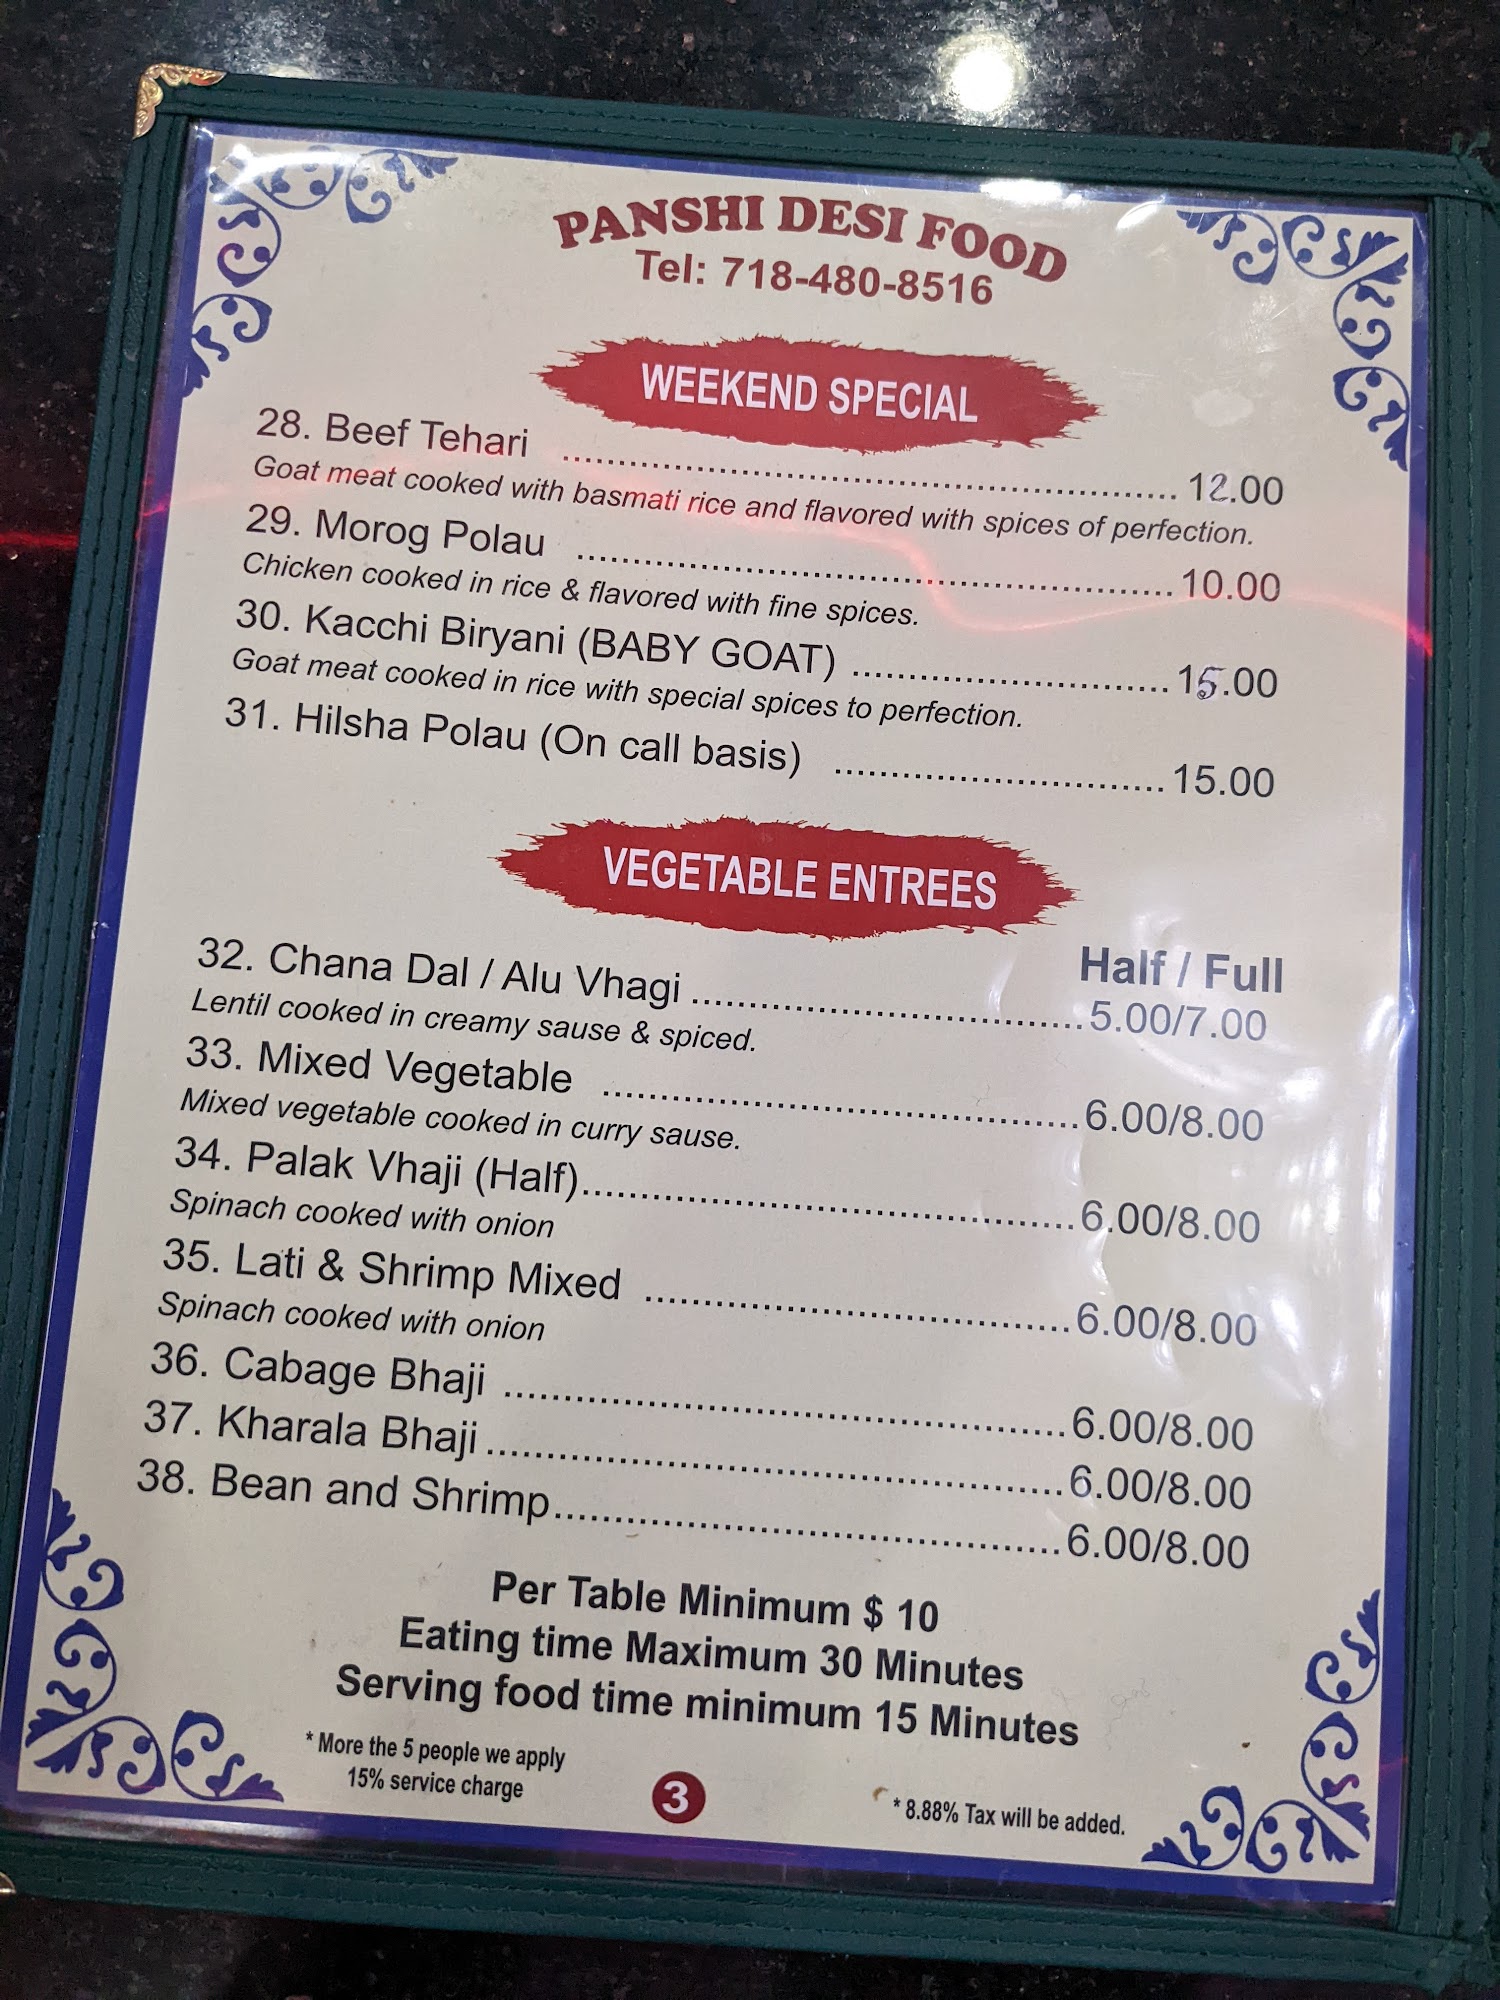 PANSHI DESI FOOD
Tel: 718-480-8516
WEEKEND SPECIAL
28. Beef Tehari ........................................................ 12.00
Goat meat cooked with basmati rice and flavored with spices of perfection.
29. Morog Polau ....................................................... 10.00
Chicken cooked in rice & flavored with fine spices.
30. Kacchi Biryani (BABY GOAT) ............................. 15.00
Goat meat cooked in rice with special spices to perfection.
31. Hilsha Polau (On call basis) .............................. 15.00
VEGETABLE ENTREES
Half / Full
32. Chana Dal / Alu Vhagi ................................... 5.00/7.00
Lentil cooked in creamy sause & spiced.
33. Mixed Vegetable ........................................... 6.00/8.00
Mixed vegetable cooked in curry sause.
34. Palak Vhaji (Half)............................................ 6.00/8.00
Spinach cooked with onion
35. Lati & Shrimp Mixed ...................................... 6.00/8.00
Spinach cooked with onion
36. Cabage Bhaji .................................................. 6.00/8.00
37. Kharala Bhaji ................................................... 6.00/8.00
38. Bean and Shrimp............................................. 6.00/8.00
Per Table Minimum $ 10
Eating time Maximum 30 Minutes
Serving food time minimum 15 Minutes
* More the 5 people we apply
15% service charge
3
* 8.88% Tax will be added.